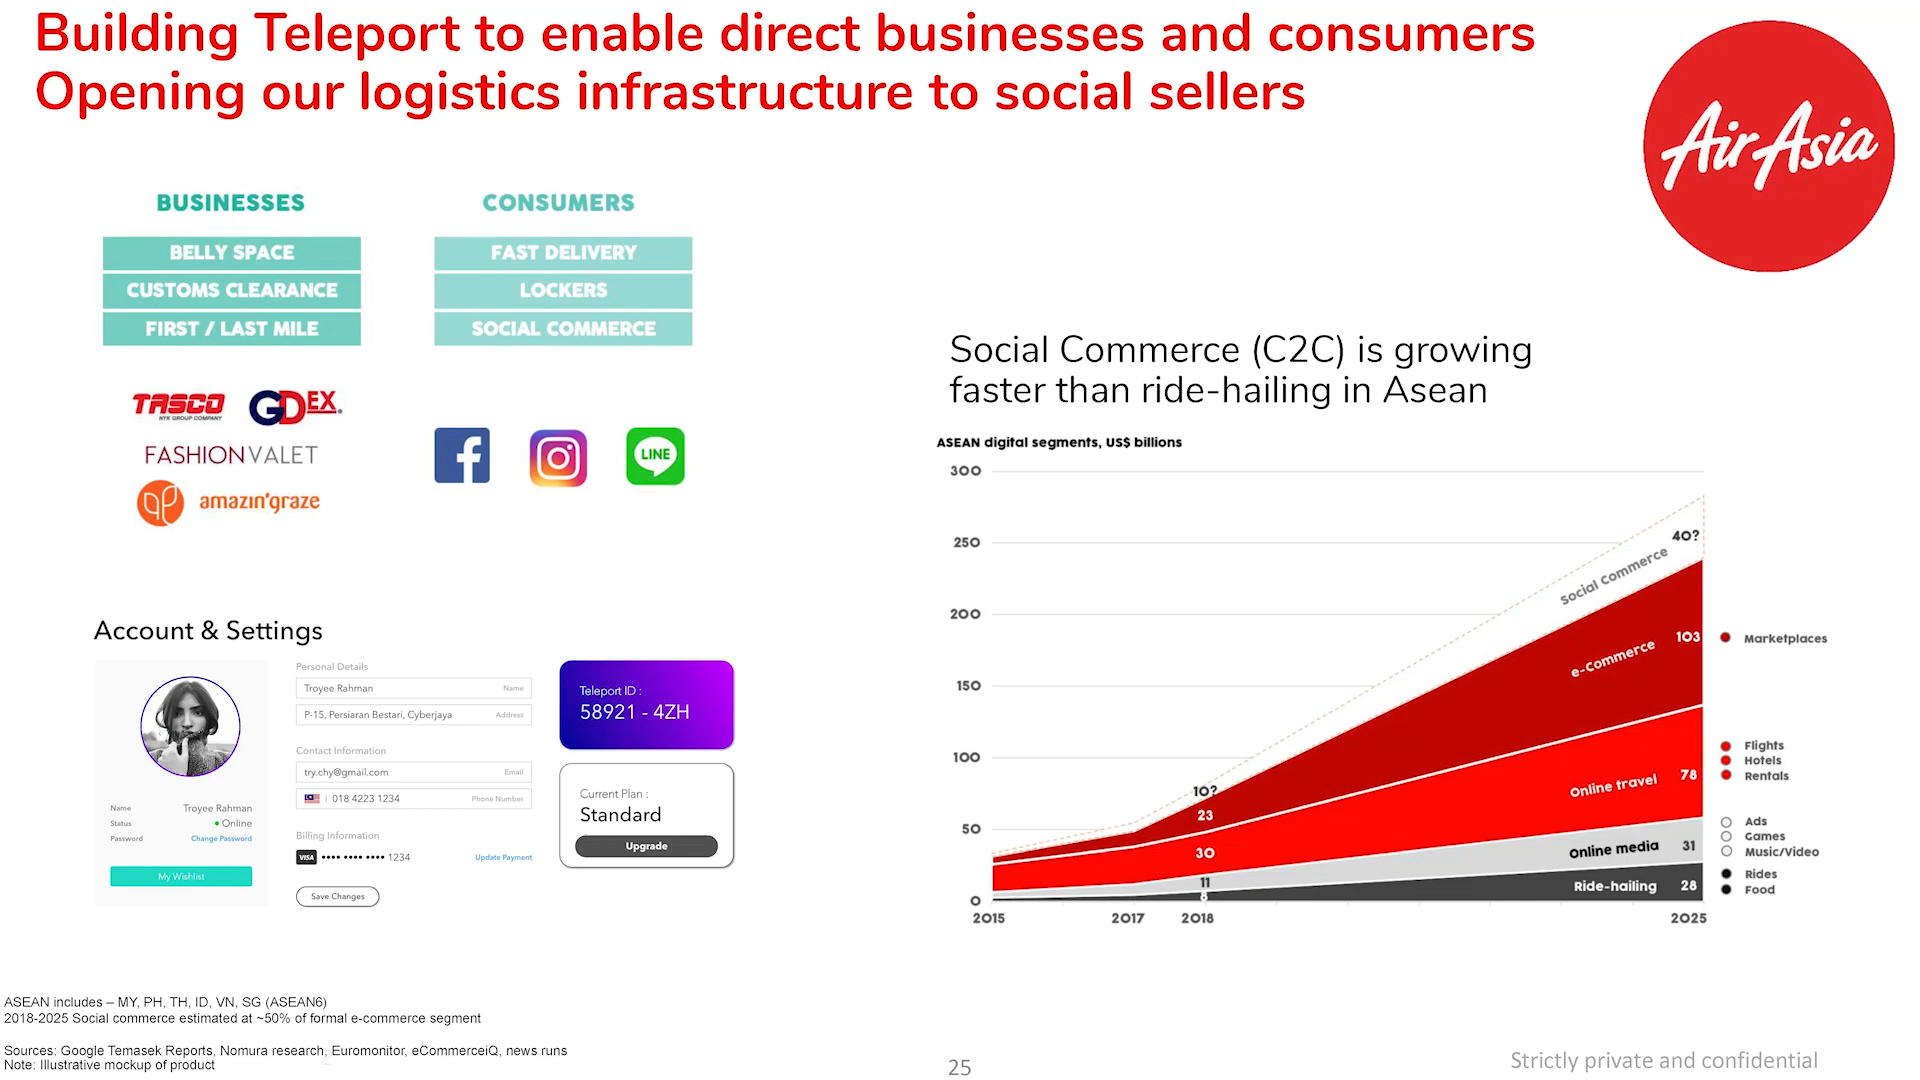 Building Teleport to enable direct businesses and consumers
Opening our logistics infrastructure to social sellers
AirAsia
BUSINESSES
BELLY SPACE
CUSTOMS CLEARANCE
FIRST / LAST MILE
CONSUMERS
FAST DELIVERY
LOCKERS
SOCIAL COMMERCE
TASCO
NYK GROUP COMPANY
GDEX
FASHIONVALET
amazin'graze
LINE
Account & Settings
Name Troyee Rahman
Status Online
Password Change Password
My Wishlist
Personal Details
Troyee Rahman Name
P-15, Persiaran Bestari, Cyberjaya Address
Contact Information
try.chy@gmail.com Email
018 4223 1234 Phone Number
Billing Information
VISA •••• •••• •••• 1234 Update Payment
Save Changes
Teleport ID :
58921 - 4ZH
Current Plan :
Standard
Upgrade
Social Commerce (C2C) is growing
faster than ride-hailing in Asean
ASEAN digital segments, US$ billions
300
250
200
150
100
50
0
2015 2017 2018 2025
Social Commerce 40?
e-Commerce 103
Online travel 78
Online media 31
Ride-hailing 28
10?
23
30
11
8
Marketplaces
Flights
Hotels
Rentals
Ads
Games
Music/Video
Rides
Food
ASEAN includes – MY, PH, TH, ID, VN, SG (ASEAN6)
2018-2025 Social commerce estimated at ~50% of formal e-commerce segment
Sources: Google Temasek Reports, Nomura research, Euromonitor, eCommerceiQ, news runs
Note: Illustrative mockup of product
25
Strictly private and confidential